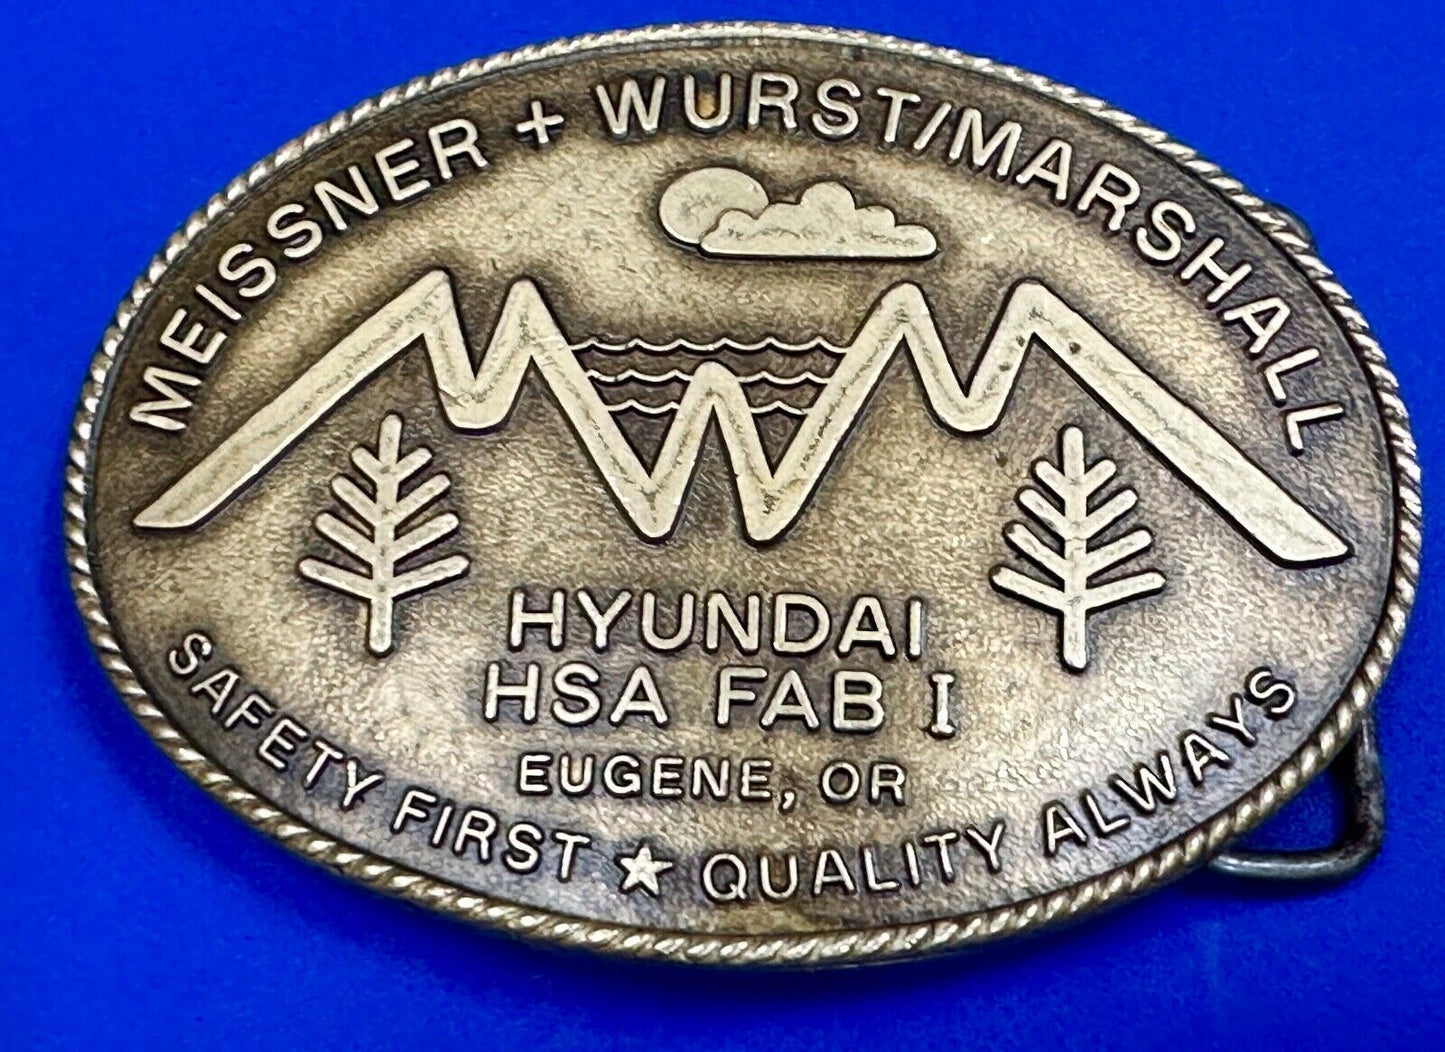 MEISSNER + WURST/MARSHALL
HYUNDAI
HSA FAB I
EUGENE, OR
SAFETY FIRST ★ QUALITY ALWAYS